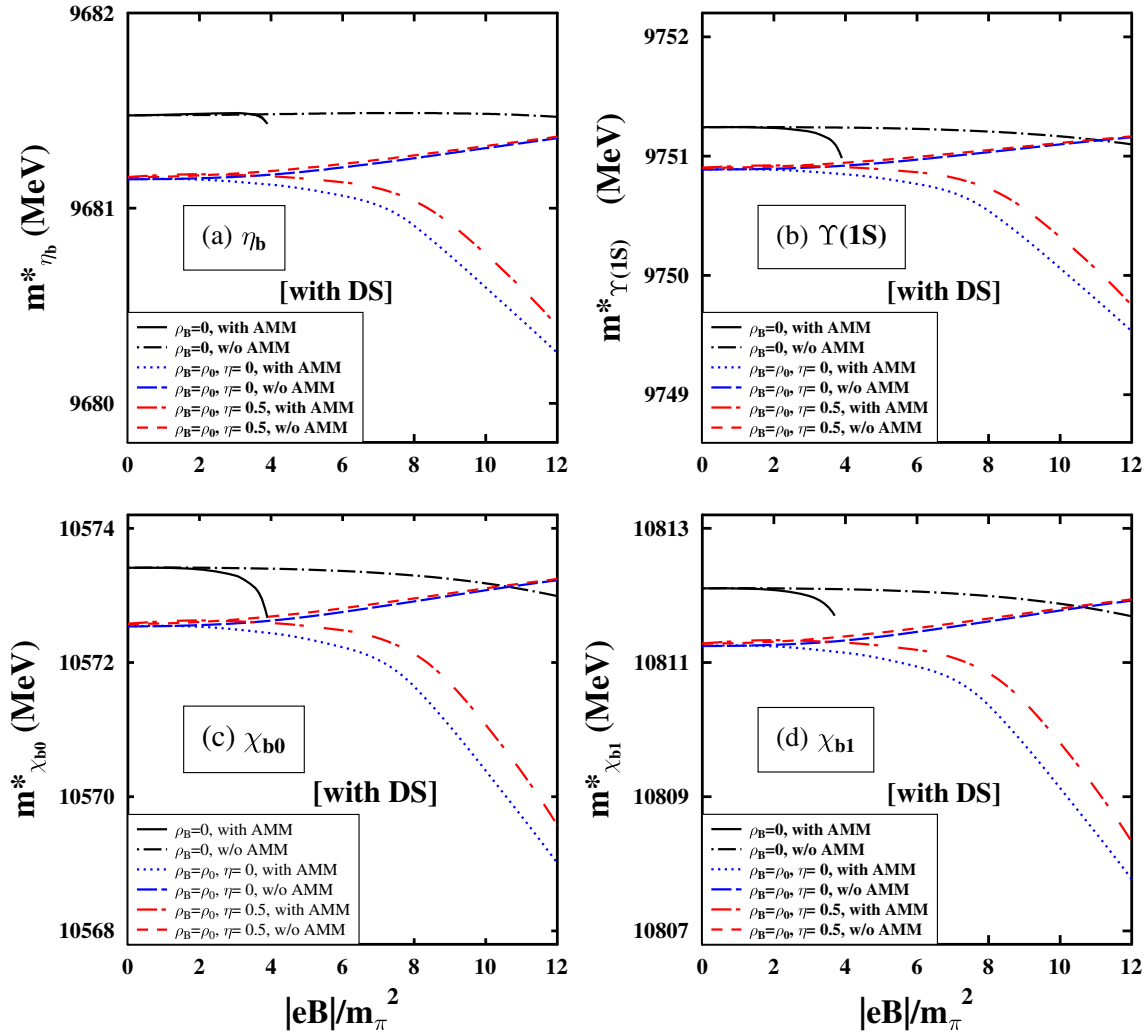 9682
9681
9680
m*ηb (MeV)
(a) ηb
[with DS]
ρB=0, with AMM
ρB=0, w/o AMM
ρB=ρ0, η= 0, with AMM
ρB=ρ0, η= 0, w/o AMM
ρB=ρ0, η= 0.5, with AMM
ρB=ρ0, η= 0.5, w/o AMM
0 2 4 6 8 10 12
9752
9751
9750
9749
m*ϒ(1S) (MeV)
(b) ϒ(1S)
[with DS]
ρB=0, with AMM
ρB=0, w/o AMM
ρB=ρ0, η= 0, with AMM
ρB=ρ0, η= 0, w/o AMM
ρB=ρ0, η= 0.5, with AMM
ρB=ρ0, η= 0.5, w/o AMM
0 2 4 6 8 10 12
10574
10572
10570
10568
m*χb0 (MeV)
(c) χb0
[with DS]
ρB=0, with AMM
ρB=0, w/o AMM
ρB=ρ0, η= 0, with AMM
ρB=ρ0, η= 0, w/o AMM
ρB=ρ0, η= 0.5, with AMM
ρB=ρ0, η= 0.5, w/o AMM
0 2 4 6 8 10 12
|eB|/mπ²
10813
10811
10809
10807
m*χb1 (MeV)
(d) χb1
[with DS]
ρB=0, with AMM
ρB=0, w/o AMM
ρB=ρ0, η= 0, with AMM
ρB=ρ0, η= 0, w/o AMM
ρB=ρ0, η= 0.5, with AMM
ρB=ρ0, η= 0.5, w/o AMM
0 2 4 6 8 10 12
|eB|/mπ²